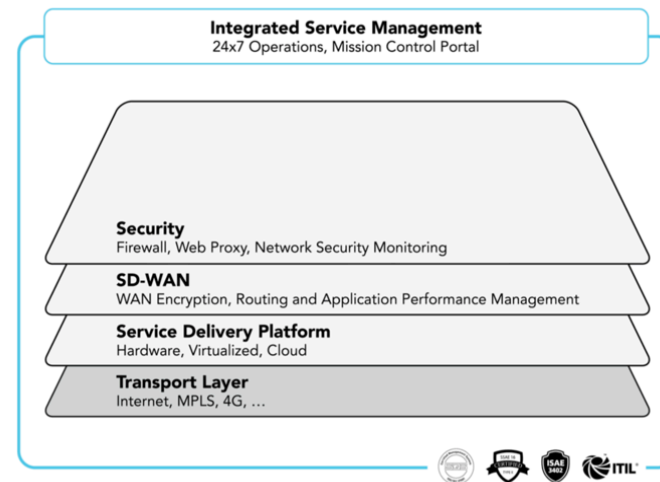 Integrated Service Management
24x7 Operations, Mission Control Portal
Security
Firewall, Web Proxy, Network Security Monitoring
SD-WAN
WAN Encryption, Routing and Application Performance Management
Service Delivery Platform
Hardware, Virtualized, Cloud
Transport Layer
Internet, MPLS, 4G, ...
ISAE
3402
ITIL